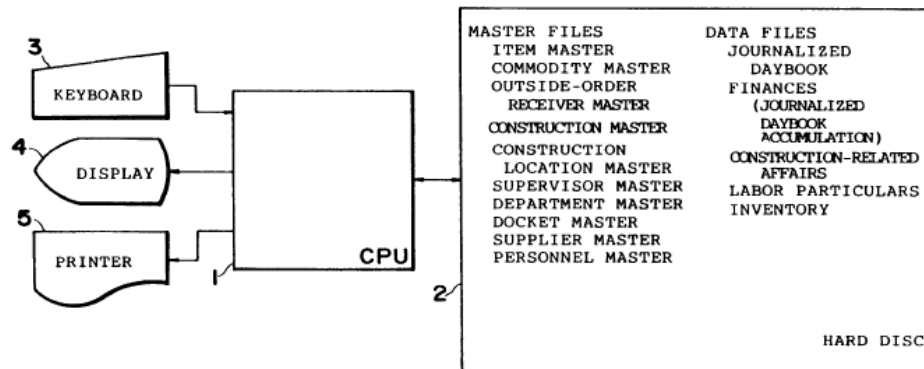 3
KEYBOARD
4
DISPLAY
5
PRINTER
CPU
1
2
MASTER FILES
ITEM MASTER
COMMODITY MASTER
OUTSIDE-ORDER
RECEIVER MASTER
CONSTRUCTION MASTER
CONSTRUCTION
LOCATION MASTER
SUPERVISOR MASTER
DEPARTMENT MASTER
DOCKET MASTER
SUPPLIER MASTER
PERSONNEL MASTER
DATA FILES
JOURNALIZED
DAYBOOK
FINANCES
(JOURNALIZED
DAYBOOK
ACCUMULATION)
CONSTRUCTION-RELATED
AFFAIRS
LABOR PARTICULARS
INVENTORY
HARD DISC